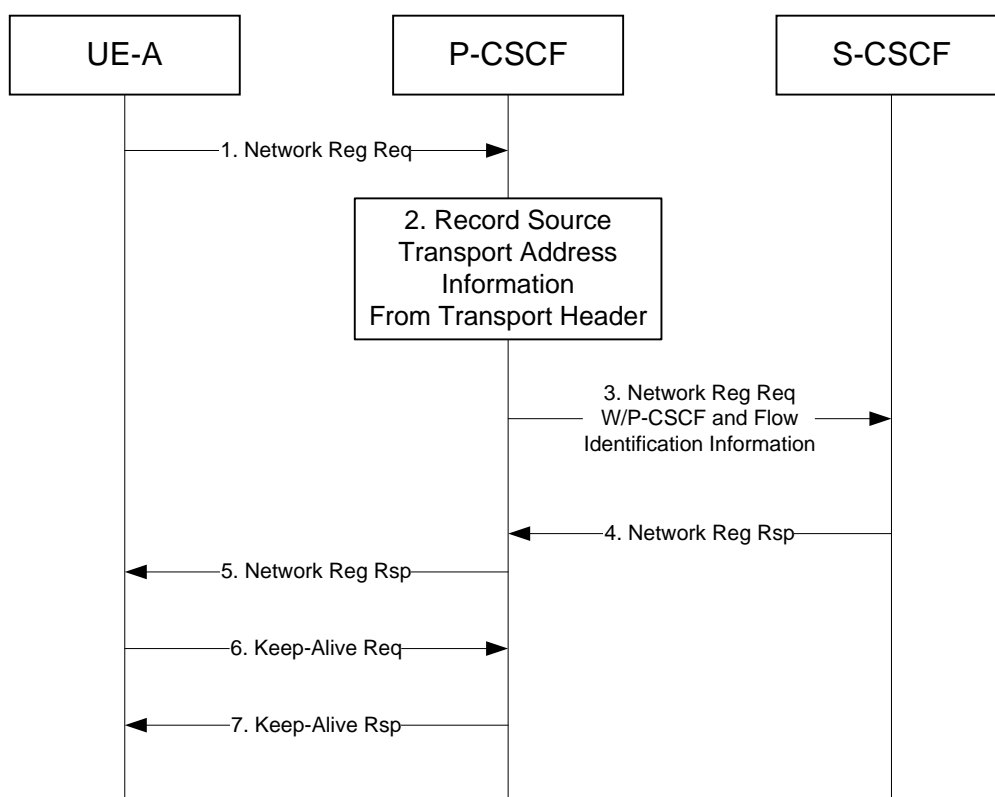 UE-A
P-CSCF
S-CSCF
1. Network Reg Req
2. Record Source
Transport Address
Information
From Transport Header
3. Network Reg Req
W/P-CSCF and Flow
Identification Information
4. Network Reg Rsp
5. Network Reg Rsp
6. Keep-Alive Req
7. Keep-Alive Rsp